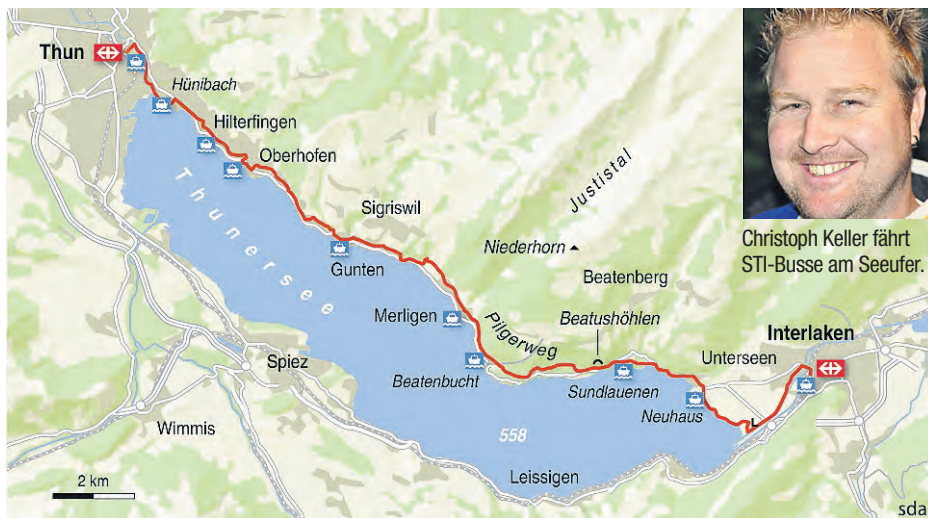 Thun
Hünibach
Hilterfingen
Oberhofen
Thunersee
Sigriswil
Justistal
Niederhorn
Gunten
Beatenberg
Merligen
Pilgerweg
Beatushöhlen
Interlaken
Unterseen
Spiez
Beatenbucht
Sundlauenen
Neuhaus
L
Wimmis
558
Leissigen
2 km
Christoph Keller fährt
STI-Busse am Seeufer.
sda